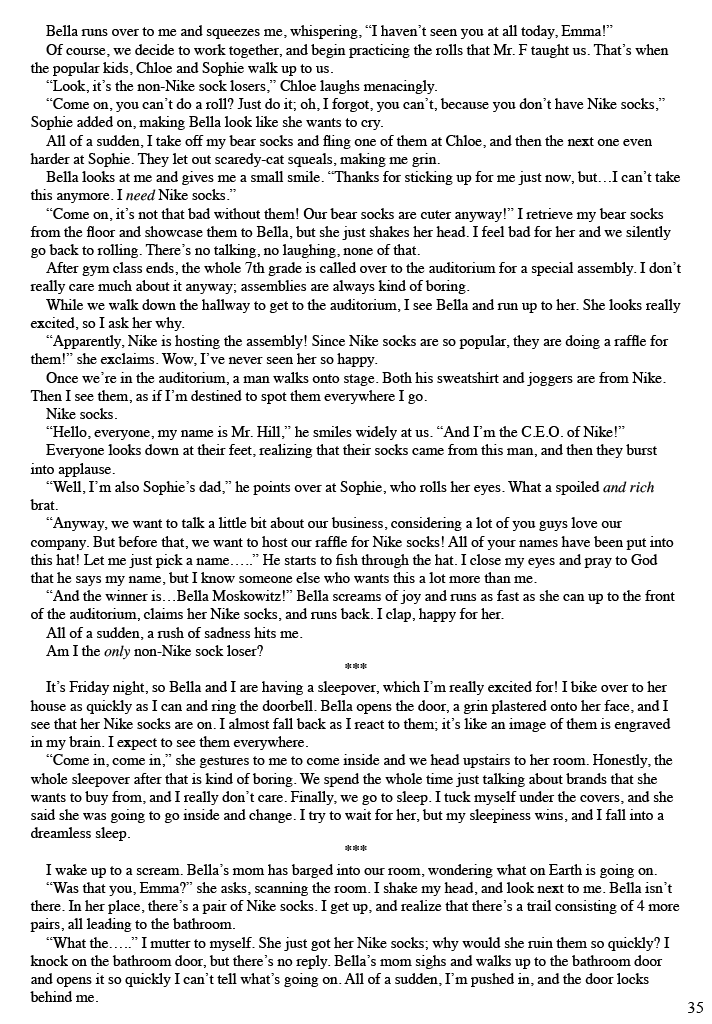 Bella runs over to me and squeezes me, whispering, “I haven’t seen you at all today, Emma!”
Of course, we decide to work together, and begin practicing the rolls that Mr. F taught us. That’s when
the popular kids, Chloe and Sophie walk up to us.
“Look, it’s the non-Nike sock losers,” Chloe laughs menacingly.
“Come on, you can’t do a roll? Just do it; oh, I forgot, you can’t, because you don’t have Nike socks,”
Sophie added on, making Bella look like she wants to cry.
All of a sudden, I take off my bear socks and fling one of them at Chloe, and then the next one even
harder at Sophie. They let out scaredy-cat squeals, making me grin.
Bella looks at me and gives me a small smile. “Thanks for sticking up for me just now, but…I can’t take
this anymore. I need Nike socks.”
“Come on, it’s not that bad without them! Our bear socks are cuter anyway!” I retrieve my bear socks
from the floor and showcase them to Bella, but she just shakes her head. I feel bad for her and we silently
go back to rolling. There’s no talking, no laughing, none of that.
After gym class ends, the whole 7th grade is called over to the auditorium for a special assembly. I don’t
really care much about it anyway; assemblies are always kind of boring.
While we walk down the hallway to get to the auditorium, I see Bella and run up to her. She looks really
excited, so I ask her why.
“Apparently, Nike is hosting the assembly! Since Nike socks are so popular, they are doing a raffle for
them!” she exclaims. Wow, I’ve never seen her so happy.
Once we’re in the auditorium, a man walks onto stage. Both his sweatshirt and joggers are from Nike.
Then I see them, as if I’m destined to spot them everywhere I go.
Nike socks.
“Hello, everyone, my name is Mr. Hill,” he smiles widely at us. “And I’m the C.E.O. of Nike!”
Everyone looks down at their feet, realizing that their socks came from this man, and then they burst
into applause.
“Well, I’m also Sophie’s dad,” he points over at Sophie, who rolls her eyes. What a spoiled and rich
brat.
“Anyway, we want to talk a little bit about our business, considering a lot of you guys love our
company. But before that, we want to host our raffle for Nike socks! All of your names have been put into
this hat! Let me just pick a name…..” He starts to fish through the hat. I close my eyes and pray to God
that he says my name, but I know someone else who wants this a lot more than me.
“And the winner is…Bella Moskowitz!” Bella screams of joy and runs as fast as she can up to the front
of the auditorium, claims her Nike socks, and runs back. I clap, happy for her.
All of a sudden, a rush of sadness hits me.
Am I the only non-Nike sock loser?
***
It’s Friday night, so Bella and I are having a sleepover, which I’m really excited for! I bike over to her
house as quickly as I can and ring the doorbell. Bella opens the door, a grin plastered onto her face, and I
see that her Nike socks are on. I almost fall back as I react to them; it’s like an image of them is engraved
in my brain. I expect to see them everywhere.
“Come in, come in,” she gestures to me to come inside and we head upstairs to her room. Honestly, the
whole sleepover after that is kind of boring. We spend the whole time just talking about brands that she
wants to buy from, and I really don’t care. Finally, we go to sleep. I tuck myself under the covers, and she
said she was going to go inside and change. I try to wait for her, but my sleepiness wins, and I fall into a
dreamless sleep.
***
I wake up to a scream. Bella’s mom has barged into our room, wondering what on Earth is going on.
“Was that you, Emma?” she asks, scanning the room. I shake my head, and look next to me. Bella isn’t
there. In her place, there’s a pair of Nike socks. I get up, and realize that there’s a trail consisting of 4 more
pairs, all leading to the bathroom.
“What the…..” I mutter to myself. She just got her Nike socks; why would she ruin them so quickly? I
knock on the bathroom door, but there’s no reply. Bella’s mom sighs and walks up to the bathroom door
and opens it so quickly I can’t tell what’s going on. All of a sudden, I’m pushed in, and the door locks
behind me.
35